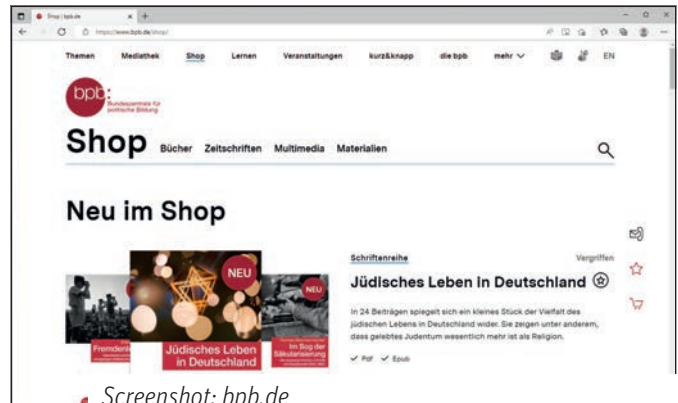 Shop | bpb.de
https://www.bpb.de/shop/
Themen Mediathek Shop Lernen Veranstaltungen kurz&knapp die bpb mehr EN
bpb:
Bundeszentrale für
politische Bildung
Shop Bücher Zeitschriften Multimedia Materialien
Neu im Shop
NEU
NEU
Jüdisches Leben
in Deutschland
Im Sog der
Säkularisierung
Schriftenreihe Vergriffen
Jüdisches Leben in Deutschland
In 24 Beiträgen spiegelt sich ein kleines Stück der Vielfalt des
jüdischen Lebens in Deutschland wider. Sie zeigen unter anderem,
dass gelebtes Judentum wesentlich mehr ist als Religion.
Pdf Epub
Screenshot: bpb.de